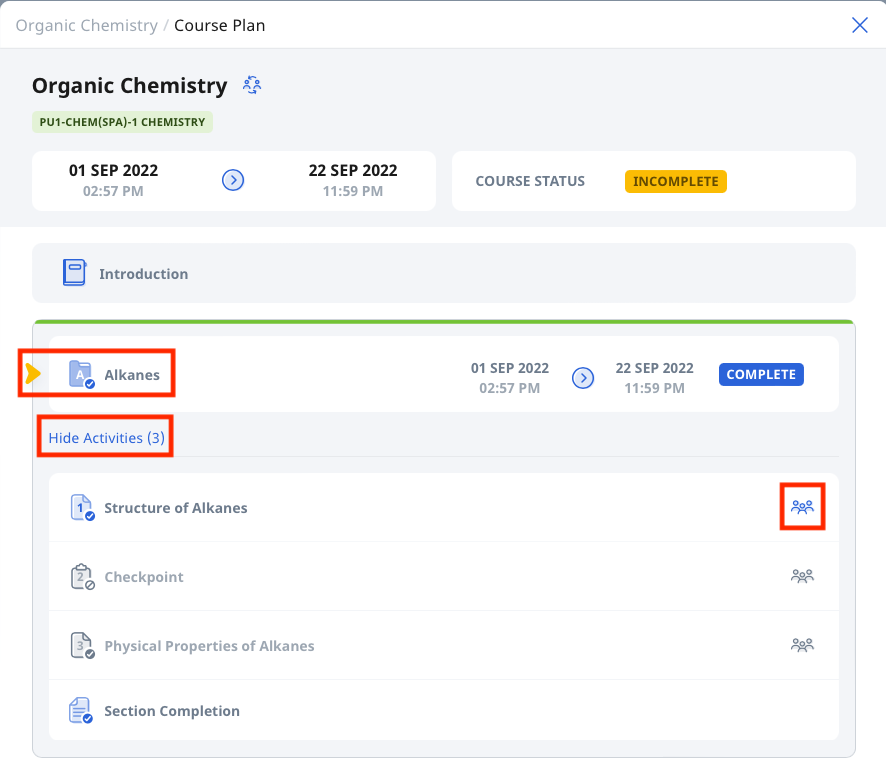 Organic Chemistry / Course Plan
Organic Chemistry
PU1-CHEM(SPA)-1 CHEMISTRY
01 SEP 2022
02:57 PM
22 SEP 2022
11:59 PM
COURSE STATUS
INCOMPLETE
Introduction
A
Alkanes
01 SEP 2022
02:57 PM
22 SEP 2022
11:59 PM
COMPLETE
Hide Activities (3)
1
Structure of Alkanes
2
Checkpoint
3
Physical Properties of Alkanes
Section Completion